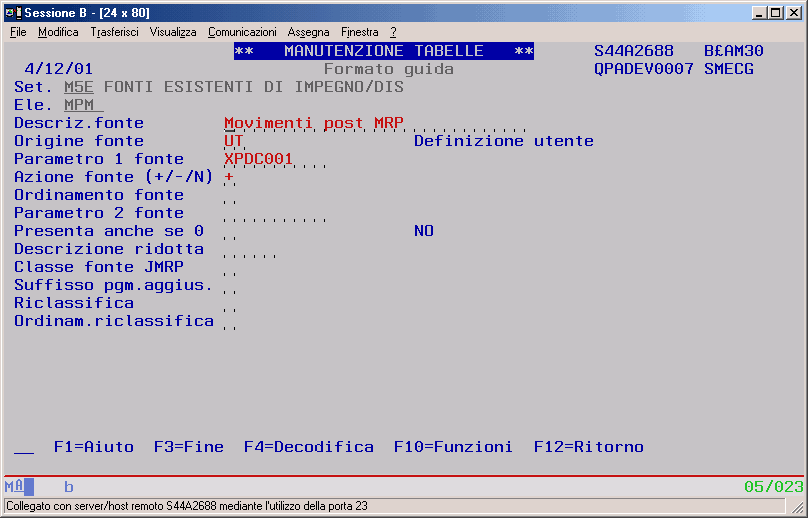 Sessione B - [24 x 80]
File Modifica Trasferisci Visualizza Comunicazioni Assegna Finestra ?
** MANUTENZIONE TABELLE ** S44A2688 B£AM30
4/12/01 Formato guida QPADEV0007 SMECG
Set. M5E FONTI ESISTENTI DI IMPEGNO/DIS
Ele. MPM
Descriz.fonte Movimenti post MRP
Origine fonte UT Definizione utente
Parametro 1 fonte XPDC001
Azione fonte (+/-/N) +
Ordinamento fonte
Parametro 2 fonte
Presenta anche se 0 NO
Descrizione ridotta
Classe fonte JMRP
Suffisso pgm.aggius.
Riclassifica
Ordinam.riclassifica
F1=Aiuto F3=Fine F4=Decodifica F10=Funzioni F12=Ritorno
MA b 05/023
Collegato con server/host remoto S44A2688 mediante l'utilizzo della porta 23